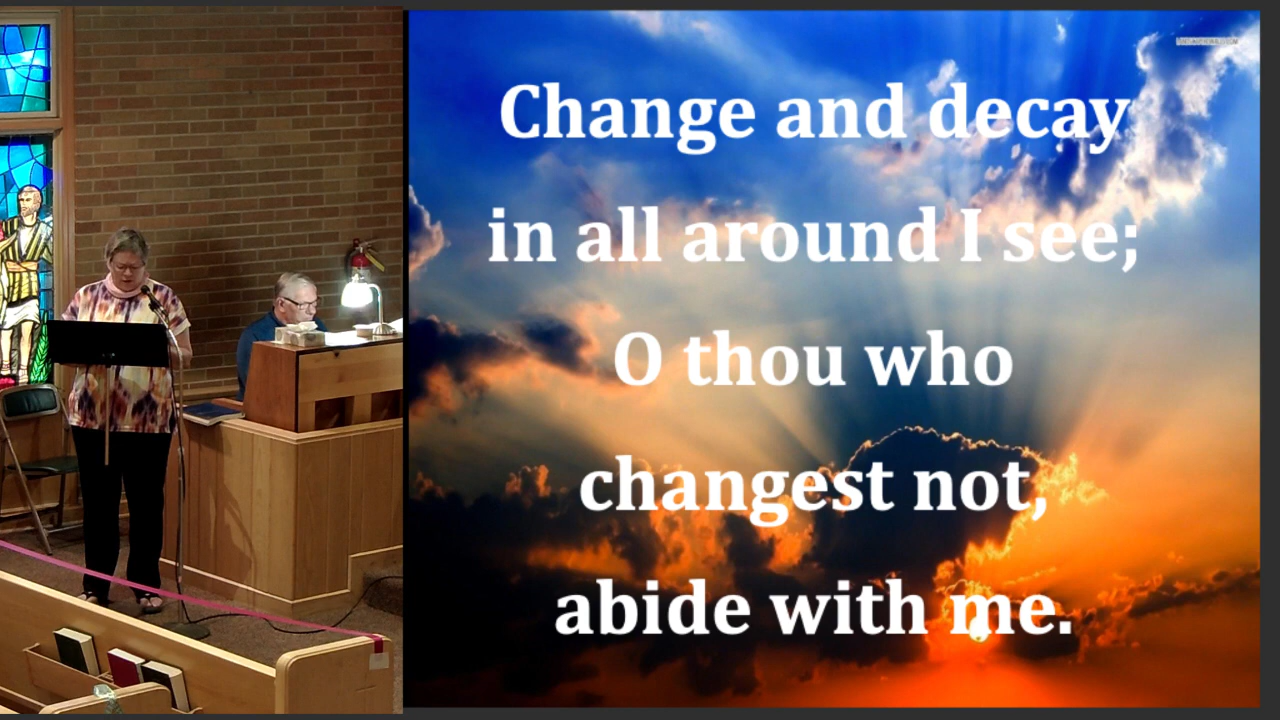 Change and decay
in all around I see;
O thou who
changest not,
abide with me.